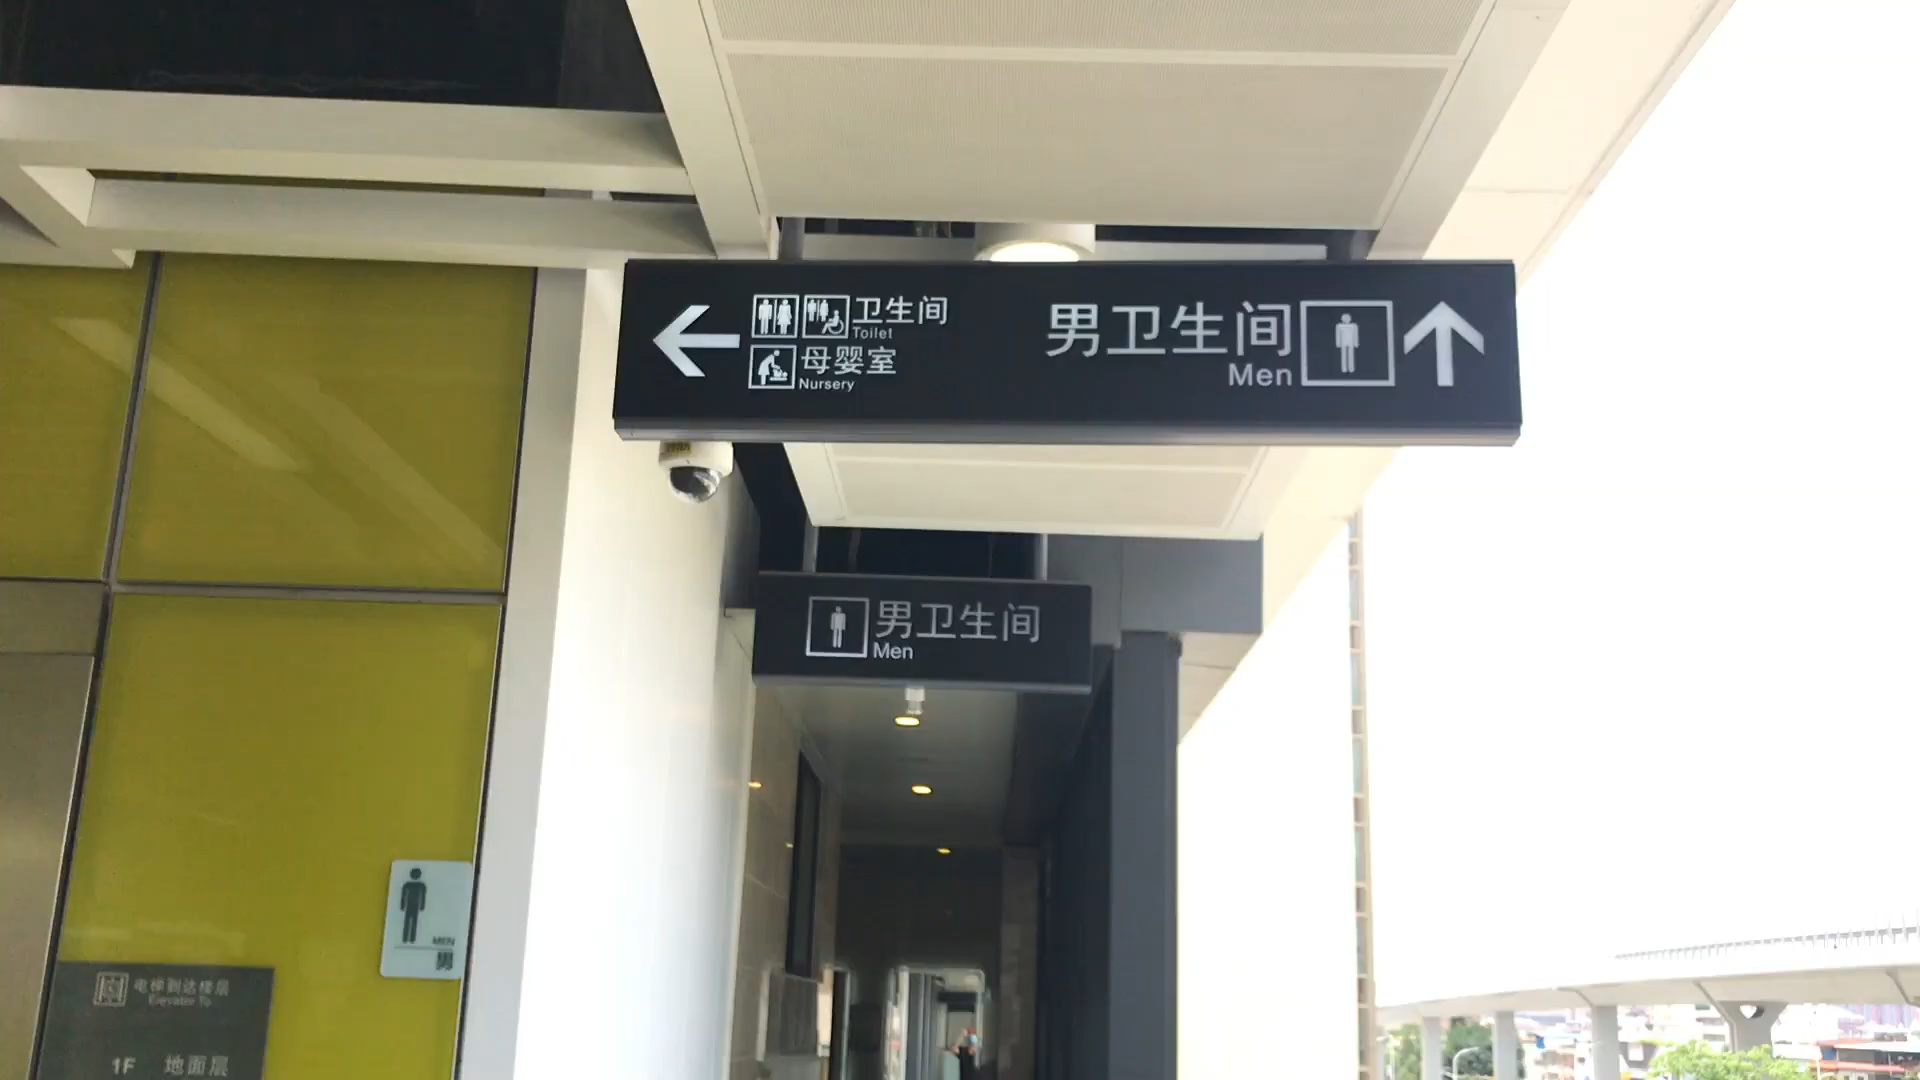 卫生间
Toilet
母婴室
Nursery
男卫生间
Men
男卫生间
Men
MEN
男
电梯到达楼层
Elevator To
1F 地面层